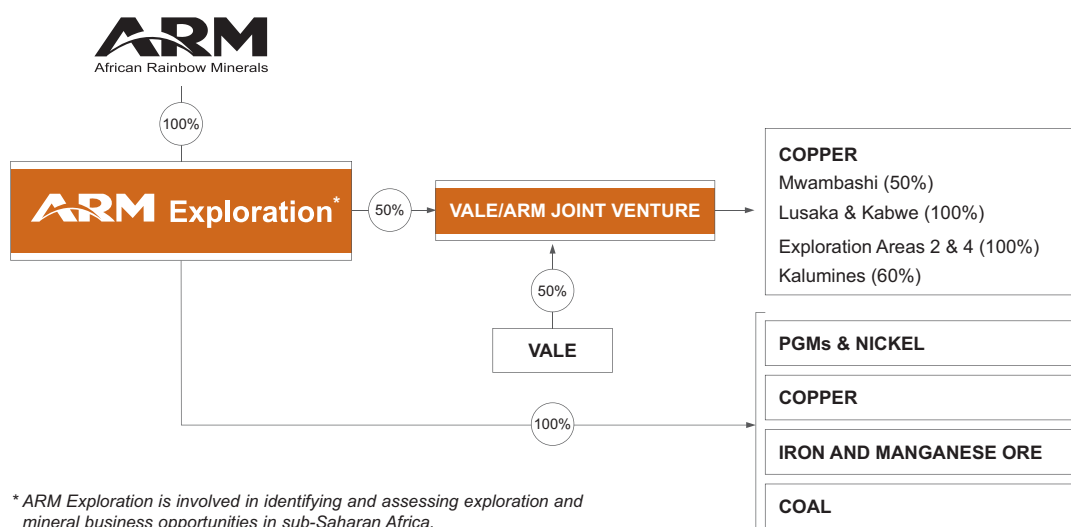 ARM
African Rainbow Minerals
100%
ARM Exploration*
50%
VALE/ARM JOINT VENTURE
COPPER
Mwambashi (50%)
Lusaka & Kabwe (100%)
Exploration Areas 2 & 4 (100%)
Kalumines (60%)
50%
VALE
100%
PGMs & NICKEL
COPPER
IRON AND MANGANESE ORE
COAL
* ARM Exploration is involved in identifying and assessing exploration and
mineral business opportunities in sub-Saharan Africa.